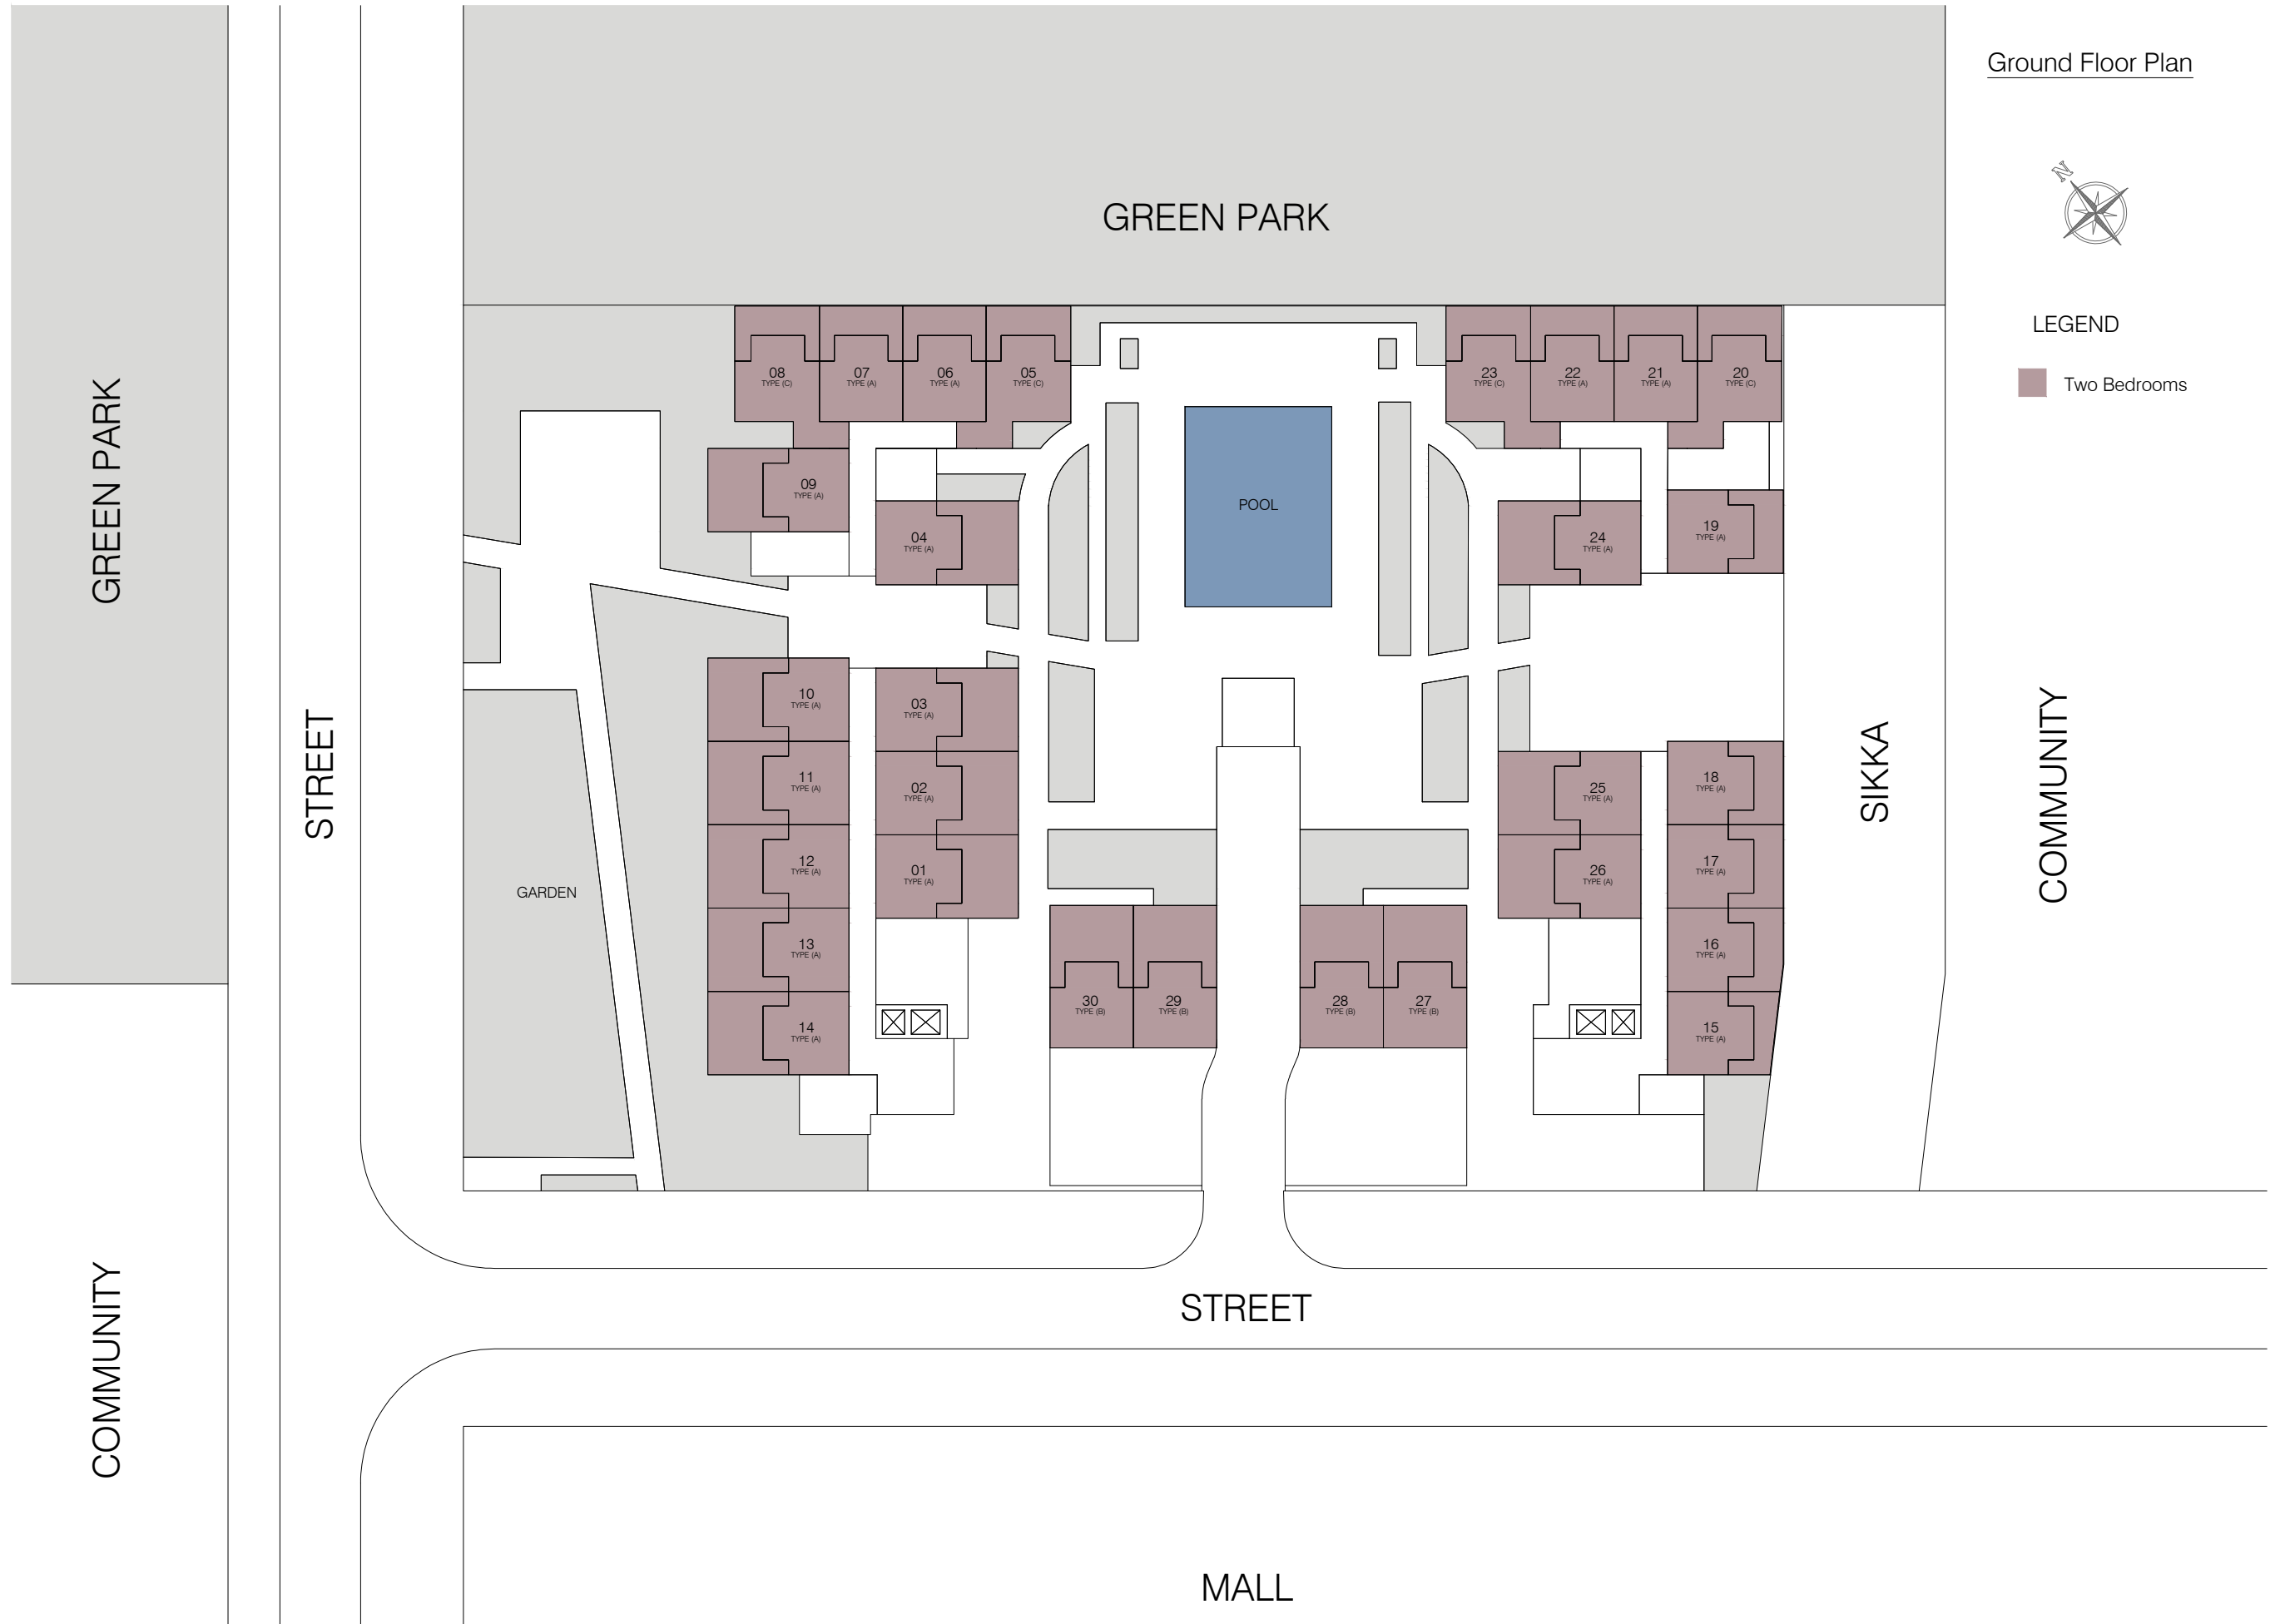 Ground Floor Plan
N
GREEN PARK
LEGEND
Two Bedrooms
08
TYPE (C)
07
TYPE (A)
06
TYPE (A)
05
TYPE (C)
23
TYPE (C)
22
TYPE (A)
21
TYPE (A)
20
TYPE (C)
GREEN PARK
09
TYPE (A)
04
TYPE (A)
POOL
24
TYPE (A)
19
TYPE (A)
STREET
10
TYPE (A)
03
TYPE (A)
11
TYPE (A)
02
TYPE (A)
25
TYPE (A)
18
TYPE (A)
SIKKA
COMMUNITY
12
TYPE (A)
01
TYPE (A)
26
TYPE (A)
17
TYPE (A)
GARDEN
13
TYPE (A)
16
TYPE (A)
14
TYPE (A)
30
TYPE (B)
29
TYPE (B)
28
TYPE (B)
27
TYPE (B)
15
TYPE (A)
STREET
COMMUNITY
MALL